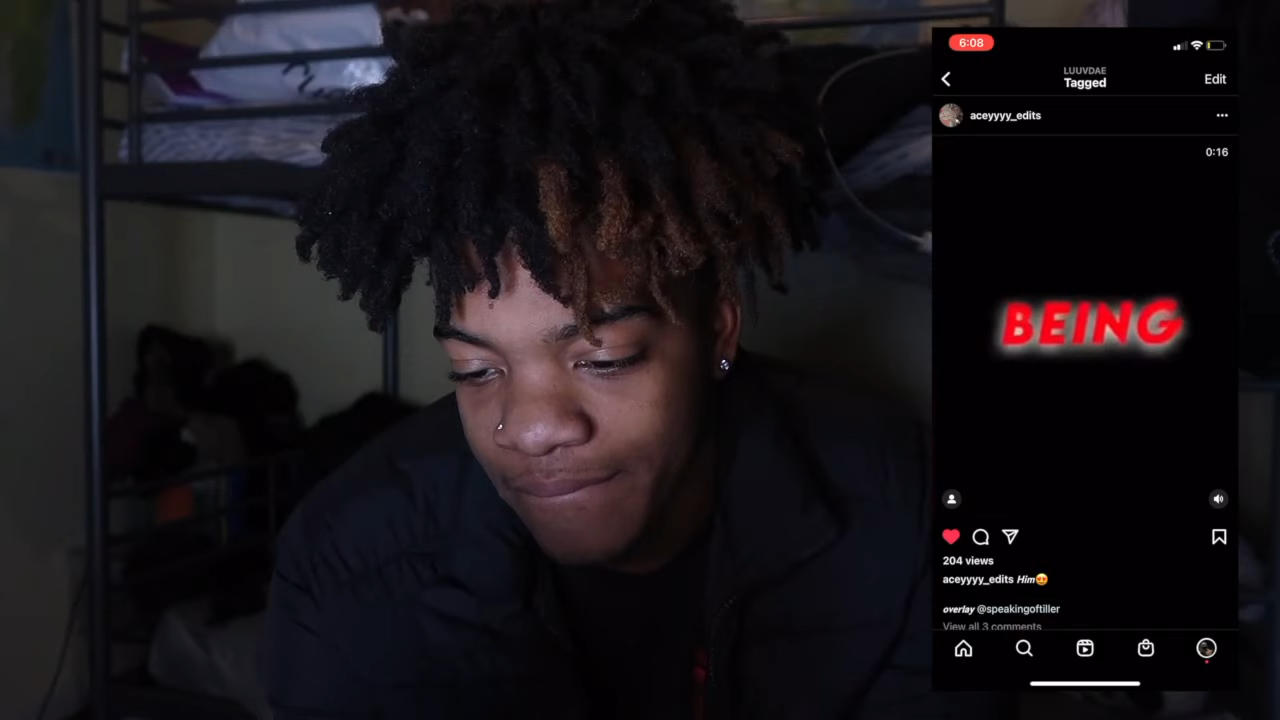 6:08
LUUVDAE
Tagged
Edit
aceyyyy_edits
0:16
BEING
204 views
aceyyyy_edits Him😍
overlay @speakingoftiller
View all 3 comments